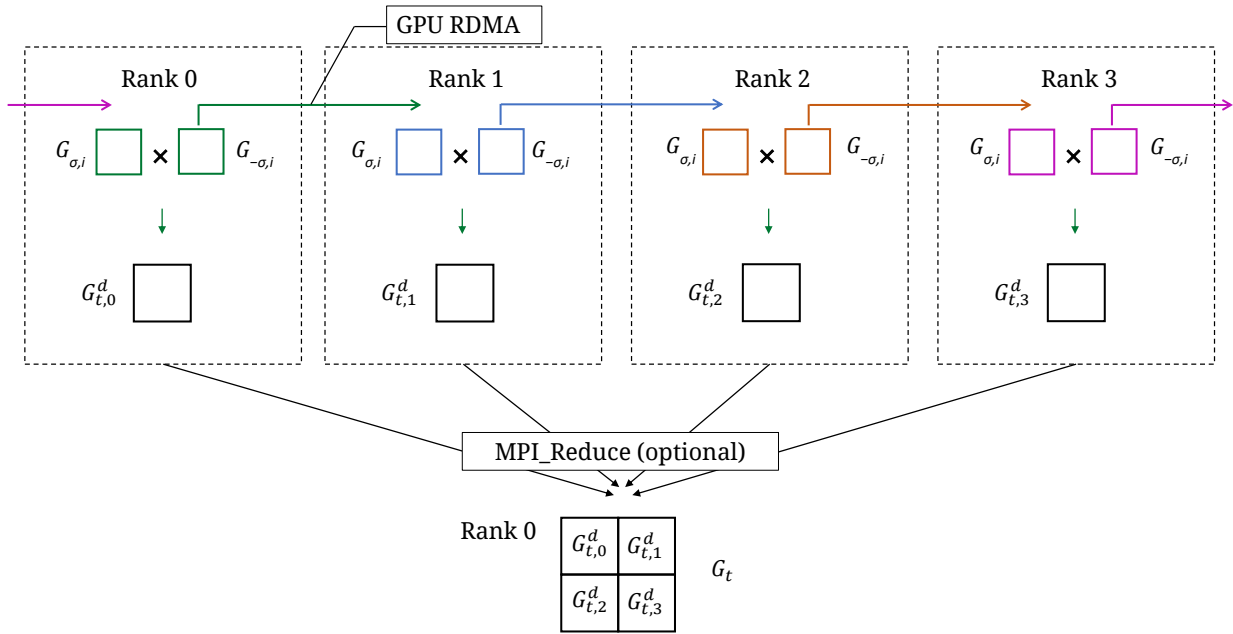 GPU RDMA
Rank 0
Rank 1
Rank 2
Rank 3
G_{σ,i} × G_{−σ,i}
G_{σ,i} × G_{−σ,i}
G_{σ,i} × G_{−σ,i}
G_{σ,i} × G_{−σ,i}
G^d_{t,0}
G^d_{t,1}
G^d_{t,2}
G^d_{t,3}
MPI_Reduce (optional)
Rank 0
G^d_{t,0} G^d_{t,1}
G_t
G^d_{t,2} G^d_{t,3}